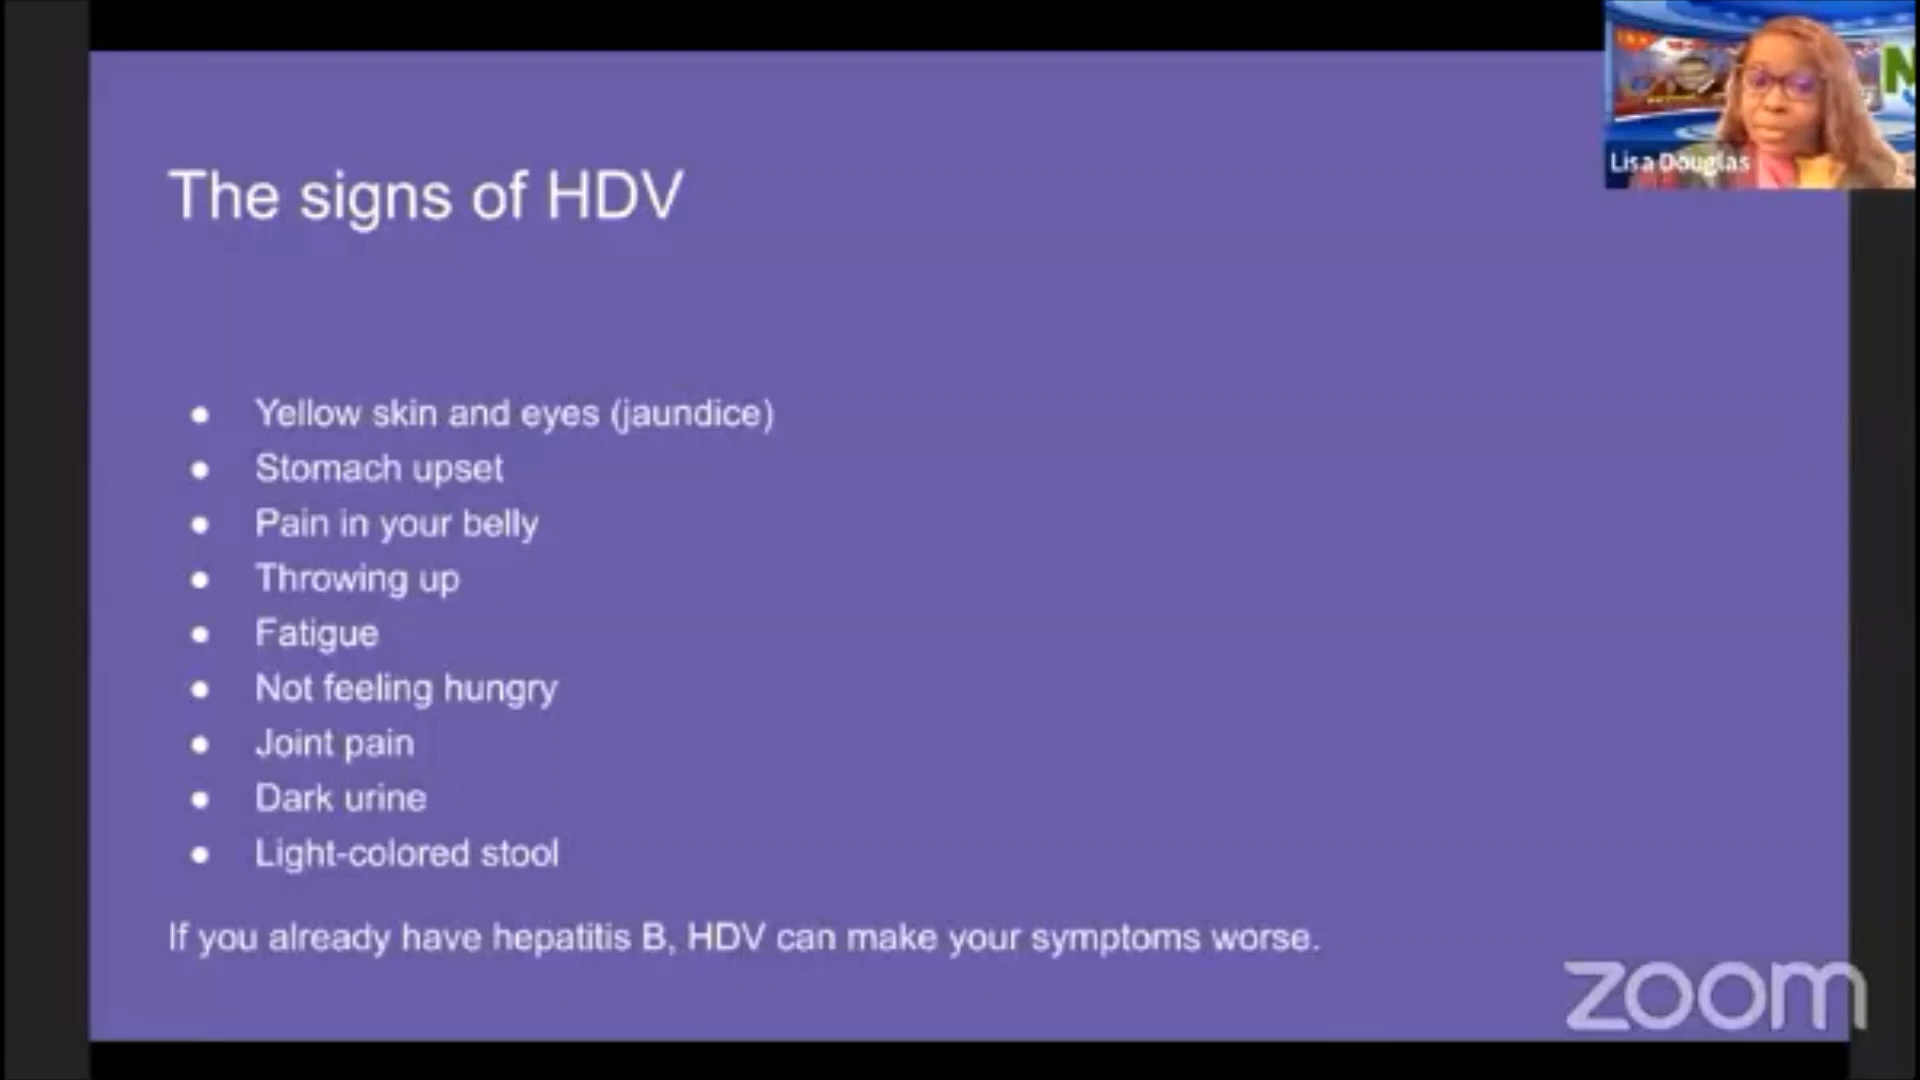 Lisa Douglas
The signs of HDV
● Yellow skin and eyes (jaundice)
● Stomach upset
● Pain in your belly
● Throwing up
● Fatigue
● Not feeling hungry
● Joint pain
● Dark urine
● Light-colored stool
If you already have hepatitis B, HDV can make your symptoms worse.
zoom